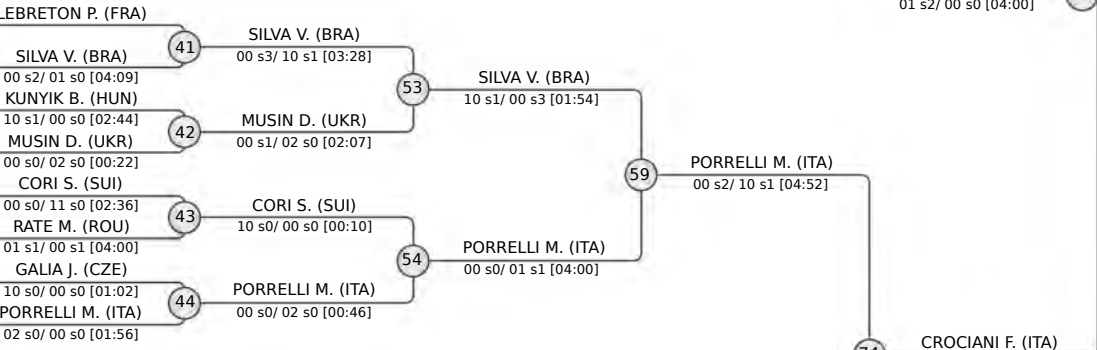 LEBRETON P. (FRA)
01 s2/ 00 s0 [04:00]
41
SILVA V. (BRA)
00 s3/ 10 s1 [03:28]
SILVA V. (BRA)
00 s2/ 01 s0 [04:09]
53
SILVA V. (BRA)
10 s1/ 00 s3 [01:54]
KUNYIK B. (HUN)
10 s1/ 00 s0 [02:44]
42
MUSIN D. (UKR)
00 s1/ 02 s0 [02:07]
MUSIN D. (UKR)
00 s0/ 02 s0 [00:22]
59
PORRELLI M. (ITA)
00 s2/ 10 s1 [04:52]
CORI S. (SUI)
00 s0/ 11 s0 [02:36]
43
CORI S. (SUI)
10 s0/ 00 s0 [00:10]
RATE M. (ROU)
01 s1/ 00 s1 [04:00]
54
PORRELLI M. (ITA)
00 s0/ 01 s1 [04:00]
GALIA J. (CZE)
10 s0/ 00 s0 [01:02]
44
PORRELLI M. (ITA)
00 s0/ 02 s0 [00:46]
PORRELLI M. (ITA)
02 s0/ 00 s0 [01:56]
CROCIANI F. (ITA)